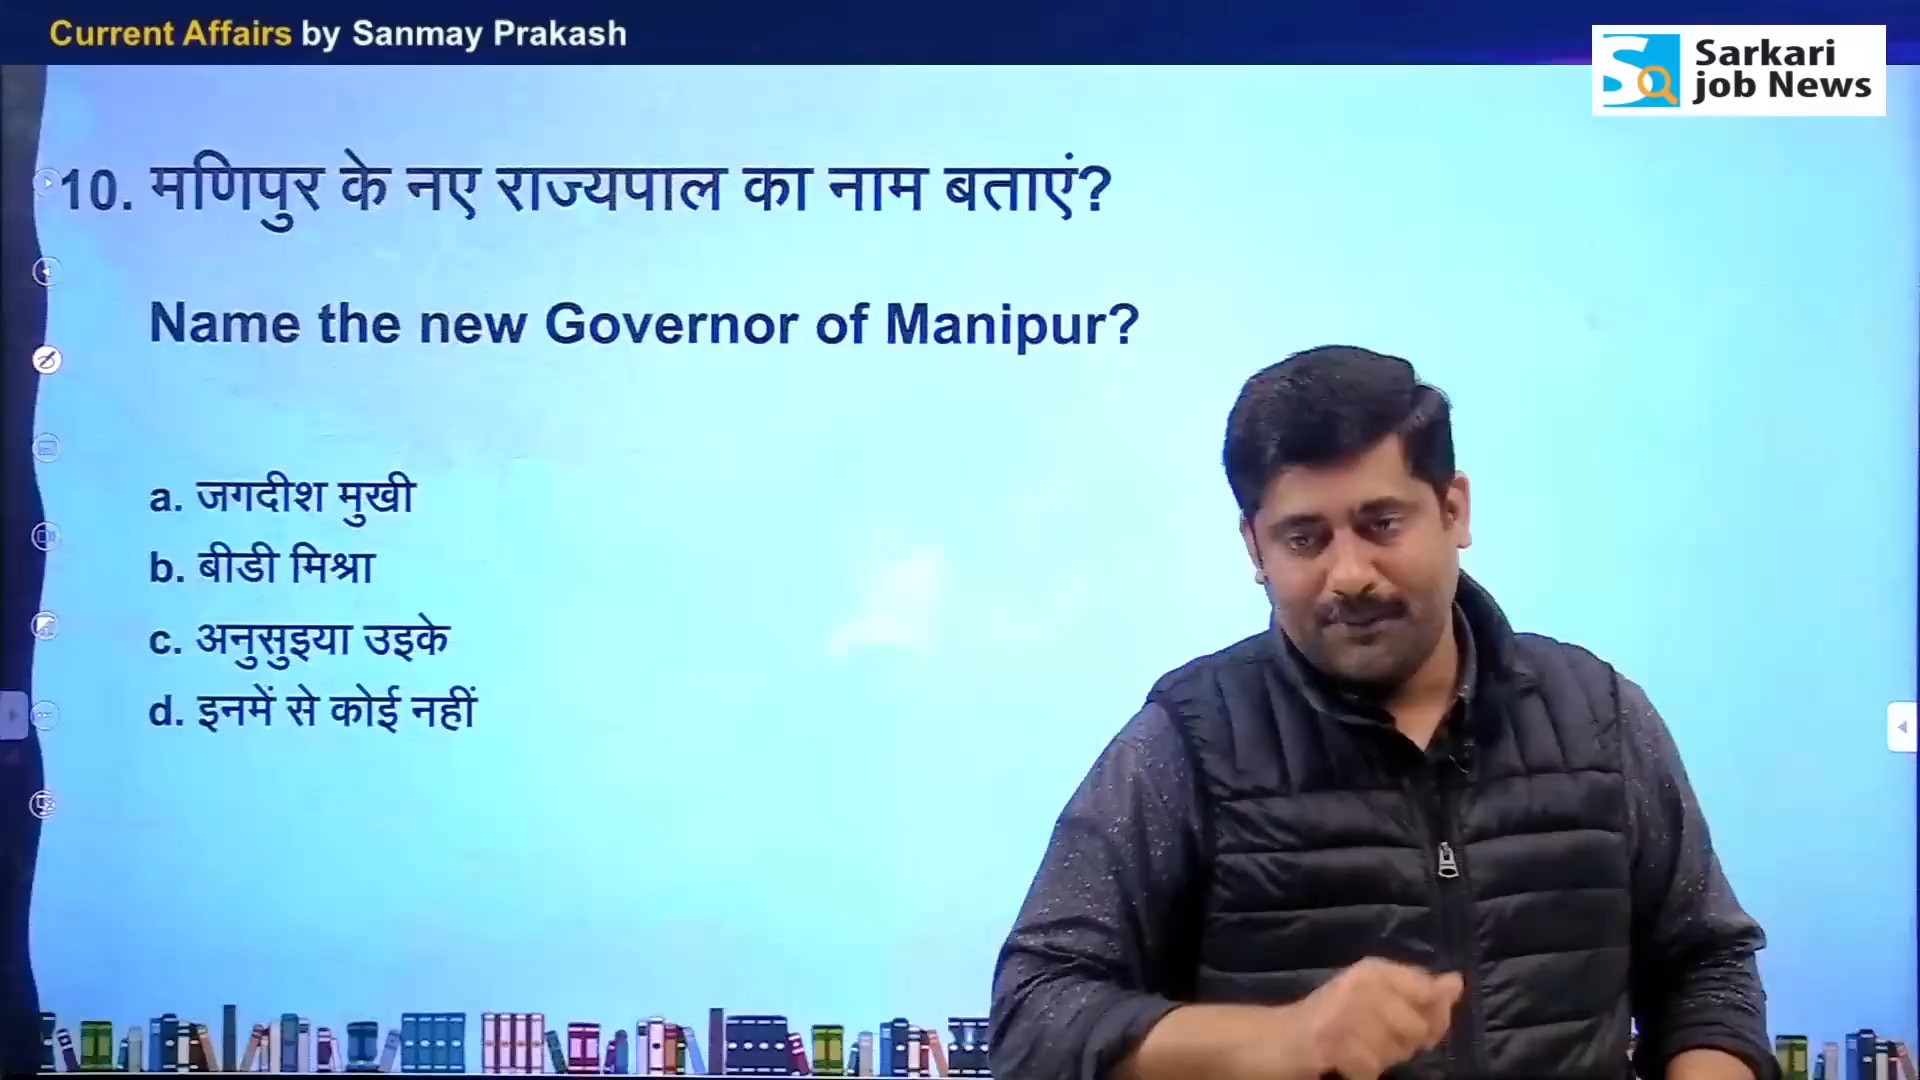 Current Affairs by Sanmay Prakash
Sarkari
job News
10. मणिपुर के नए राज्यपाल का नाम बताएं?
Name the new Governor of Manipur?
a. जगदीश मुखी
b. बीडी मिश्रा
c. अनुसुइया उइके
d. इनमें से कोई नहीं